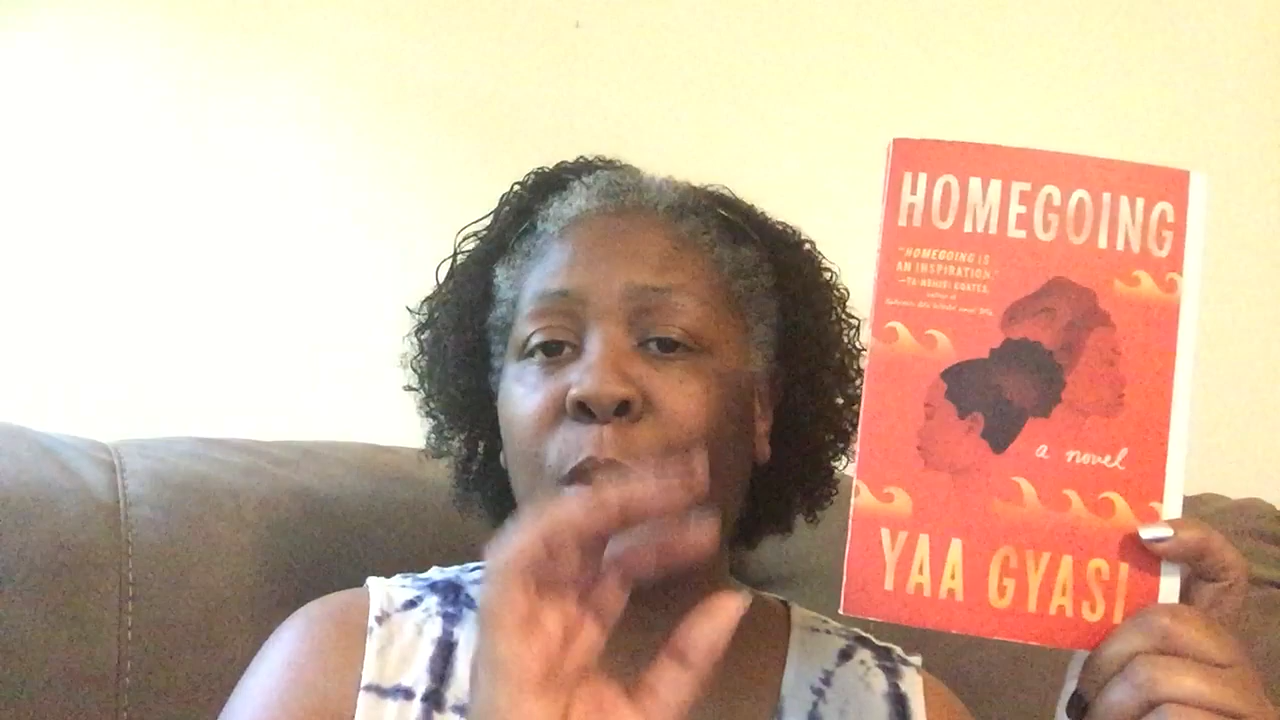 HOMEGOING
"HOMEGOING IS
AN INSPIRATION."
—TA-NEHISI COATES,
a novel
YAA GYASI